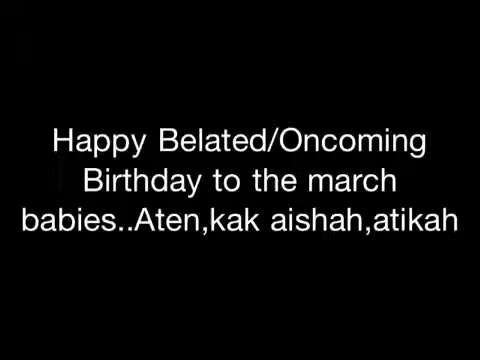 Happy Belated/Oncoming
Birthday to the march
babies..Aten,kak aishah,atikah